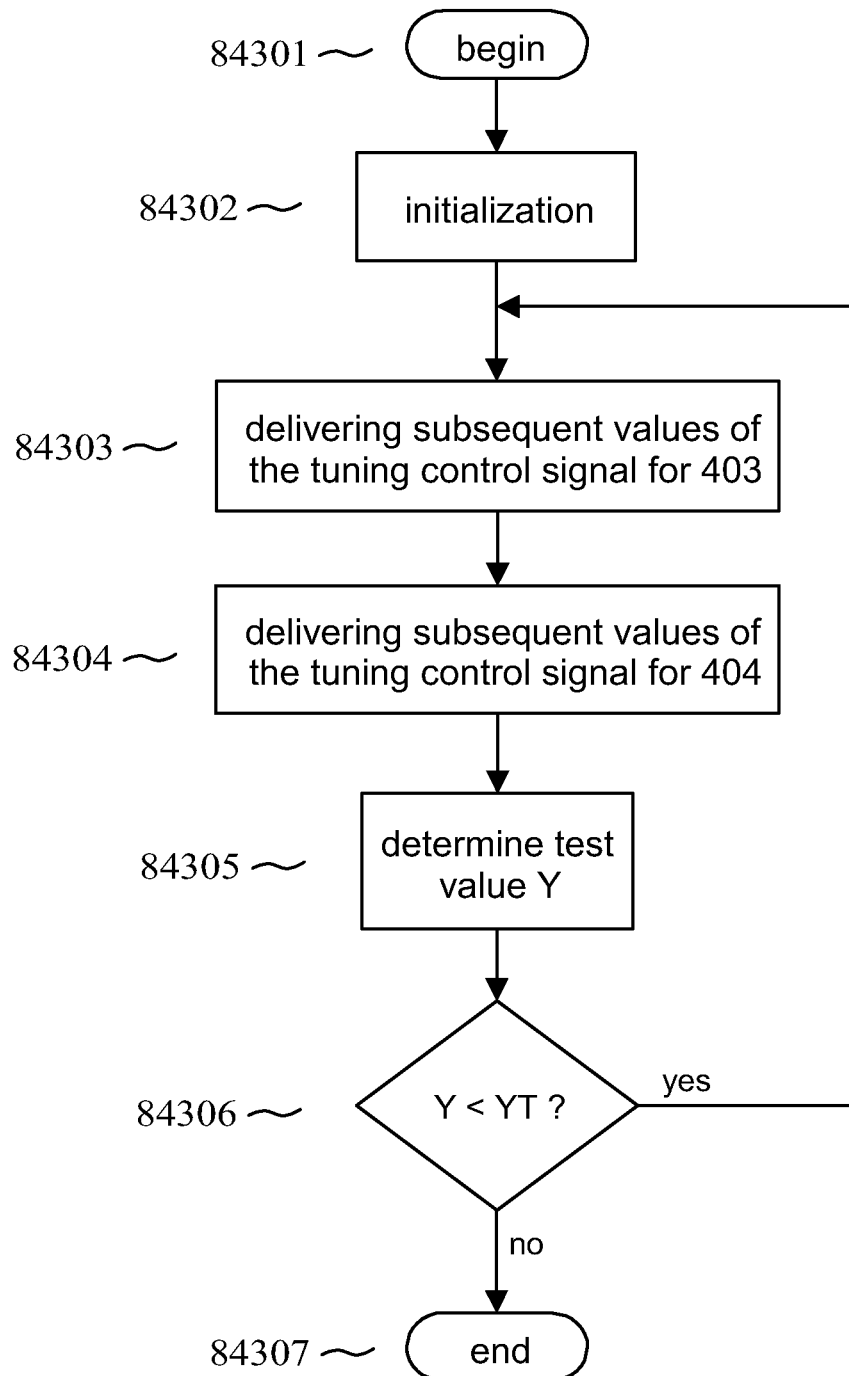 84301
begin
84302
initialization
84303
delivering subsequent values of
the tuning control signal for 403
84304
delivering subsequent values of
the tuning control signal for 404
84305
determine test
value Y
84306
Y < YT ?
yes
no
84307
end